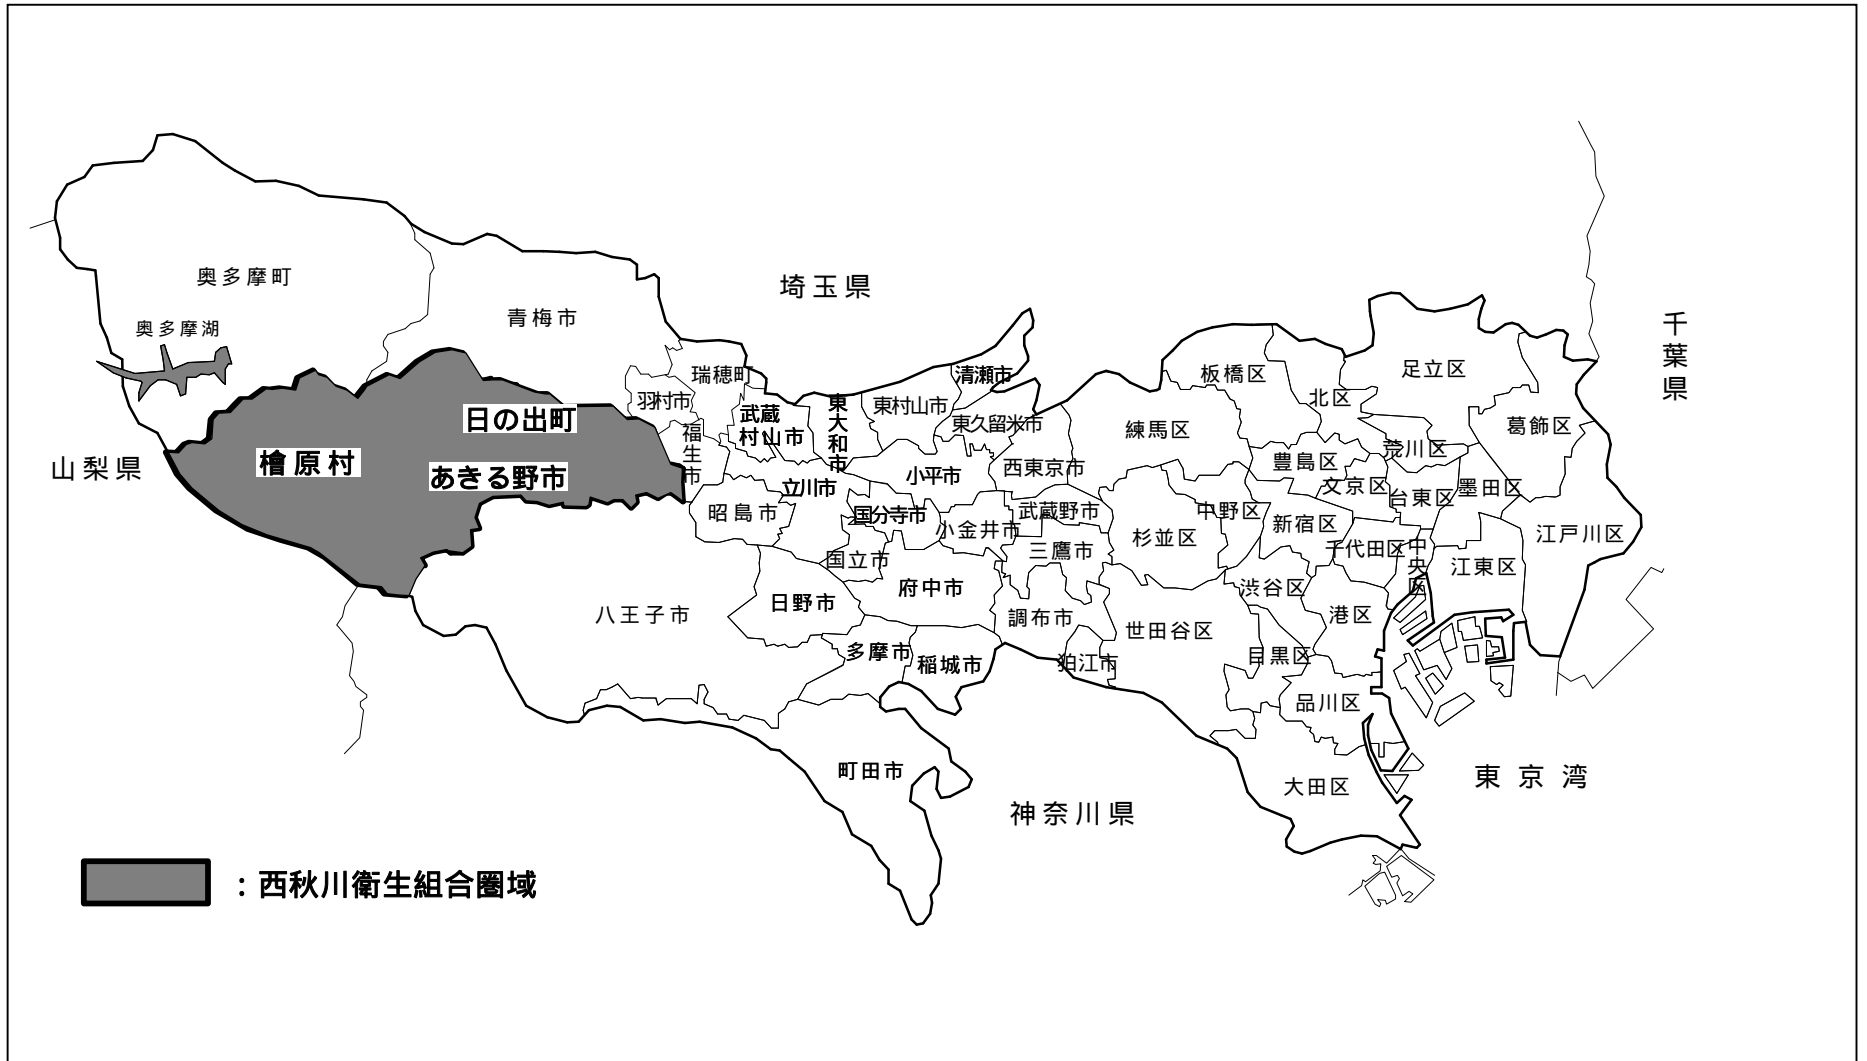 埼玉県
千葉県
山梨県
神奈川県
東京湾
奥多摩町
奥多摩湖
青梅市
日の出町
檜原村
あきる野市
瑞穂町
羽村市
福生市
武蔵
村山市
東大和市
東村山市
清瀬市
東久留米市
立川市
小平市
西東京市
昭島市
国分寺市
小金井市
武蔵野市
三鷹市
国立市
府中市
日野市
八王子市
調布市
狛江市
多摩市
稲城市
町田市
板橋区
北区
足立区
葛飾区
練馬区
豊島区
荒川区
文京区
台東区
墨田区
中野区
杉並区
新宿区
千代田区
中央区
江東区
江戸川区
渋谷区
港区
世田谷区
目黒区
品川区
大田区
：西秋川衛生組合圏域